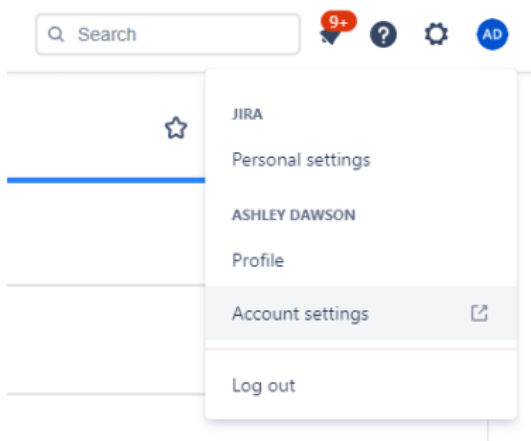 Search
9+
?
AD
JIRA
Personal settings
ASHLEY DAWSON
Profile
Account settings
Log out